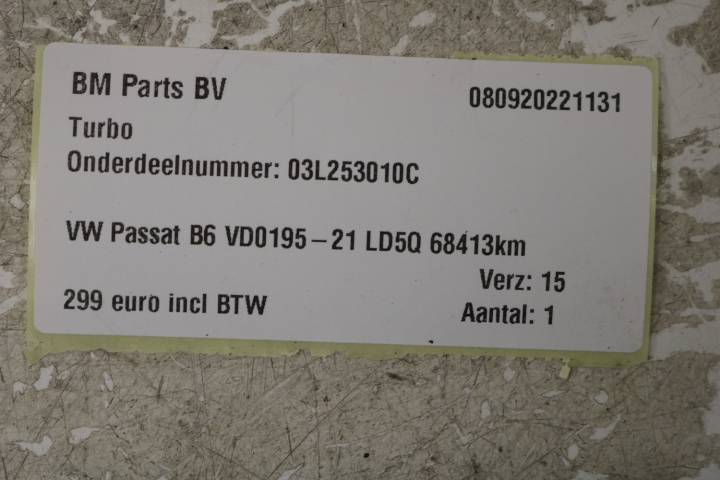 BM Parts BV 080920221131
Turbo
Onderdeelnummer: 03L253010C
VW Passat B6 VD0195-21 LD5Q 68413km
Verz: 15
299 euro incl BTW Aantal: 1